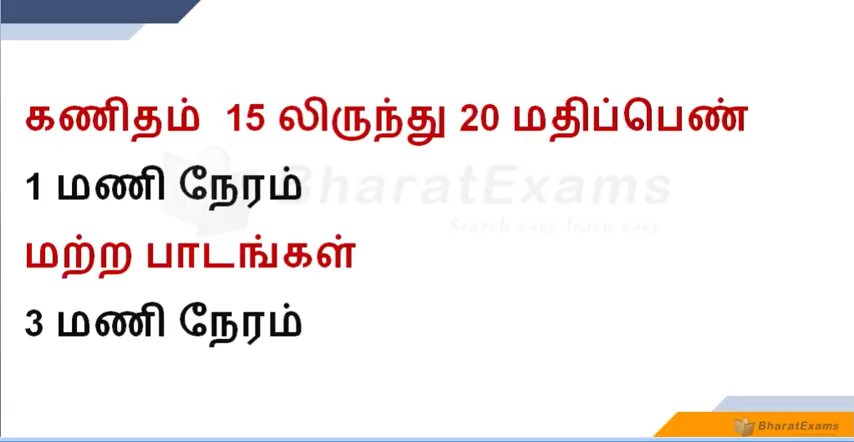 கணிதம் 15 லிருந்து 20 மதிப்பெண்
1 மணி நேரம்
BharatExams
Search easy learn easy
மற்ற பாடங்கள்
3 மணி நேரம்
BharatExams